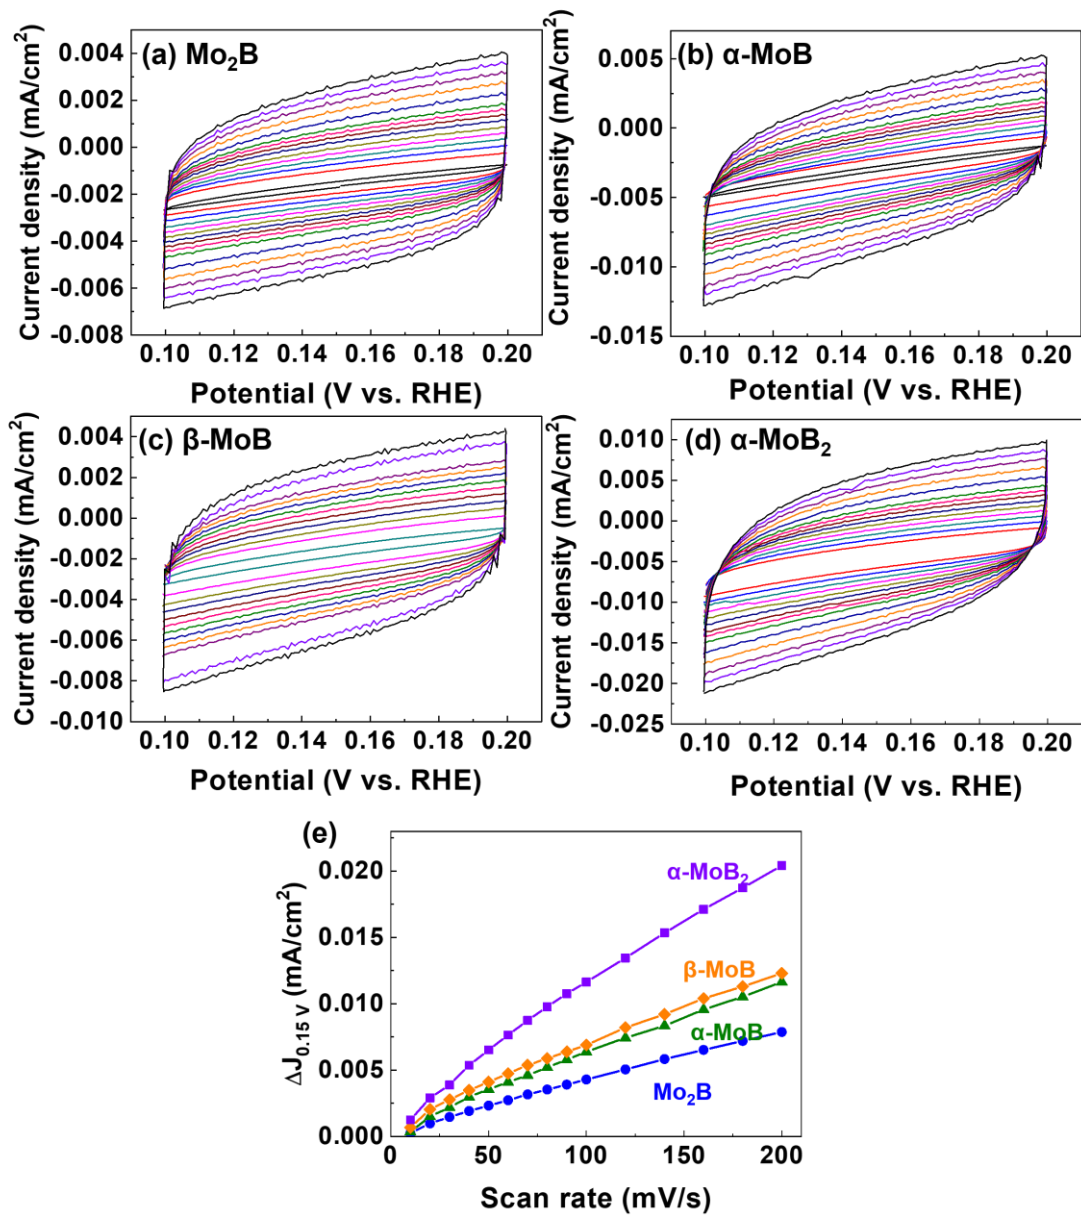 (a) Mo₂B
Current density (mA/cm²)
0.004
0.002
0.000
-0.002
-0.004
-0.006
-0.008
0.10 0.12 0.14 0.16 0.18 0.20
Potential (V vs. RHE)
(b) α-MoB
Current density (mA/cm²)
0.005
0.000
-0.005
-0.010
-0.015
0.10 0.12 0.14 0.16 0.18 0.20
Potential (V vs. RHE)
(c) β-MoB
Current density (mA/cm²)
0.004
0.002
0.000
-0.002
-0.004
-0.006
-0.008
-0.010
0.10 0.12 0.14 0.16 0.18 0.20
Potential (V vs. RHE)
(d) α-MoB₂
Current density (mA/cm²)
0.010
0.005
0.000
-0.005
-0.010
-0.015
-0.020
-0.025
0.10 0.12 0.14 0.16 0.18 0.20
Potential (V vs. RHE)
(e)
ΔJ₀.₁₅ ᵥ (mA/cm²)
0.020
0.015
0.010
0.005
0.000
α-MoB₂
β-MoB
α-MoB
Mo₂B
0 50 100 150 200
Scan rate (mV/s)